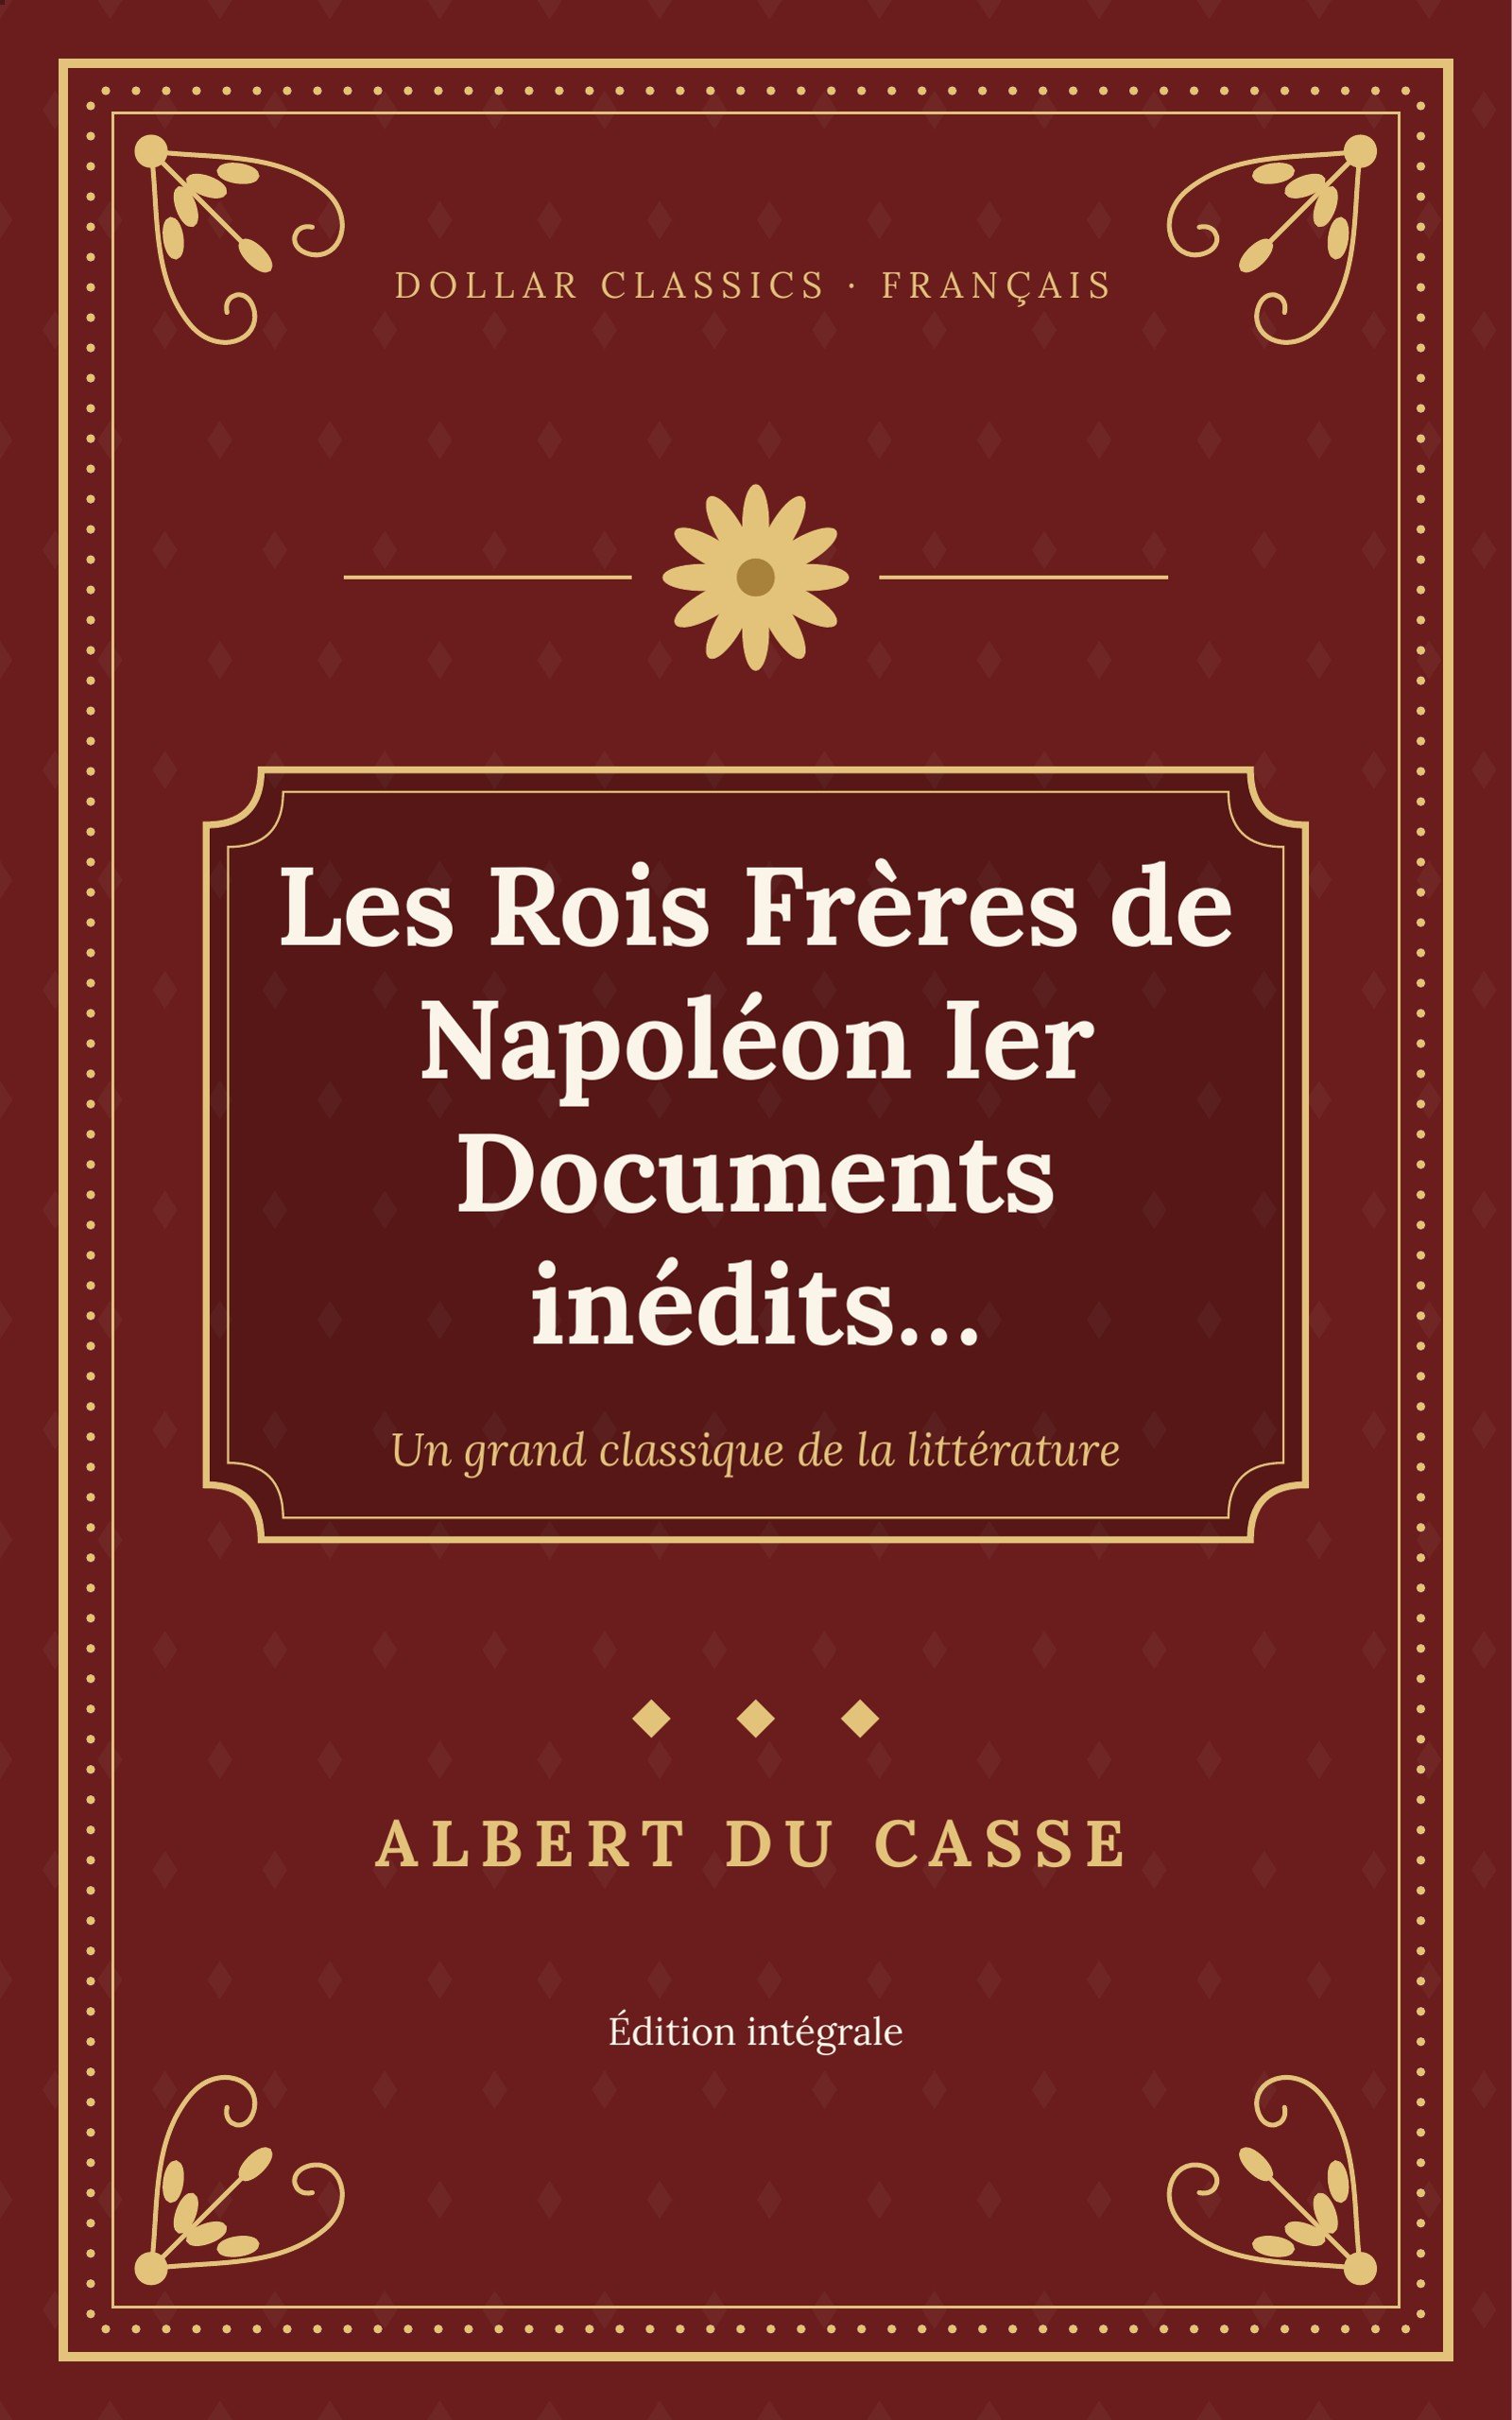 DOLLAR CLASSICS · FRANÇAIS
Les Rois Frères de
Napoléon Ier
Documents
inédits...
Un grand classique de la littérature
ALBERT DU CASSE
Édition intégrale